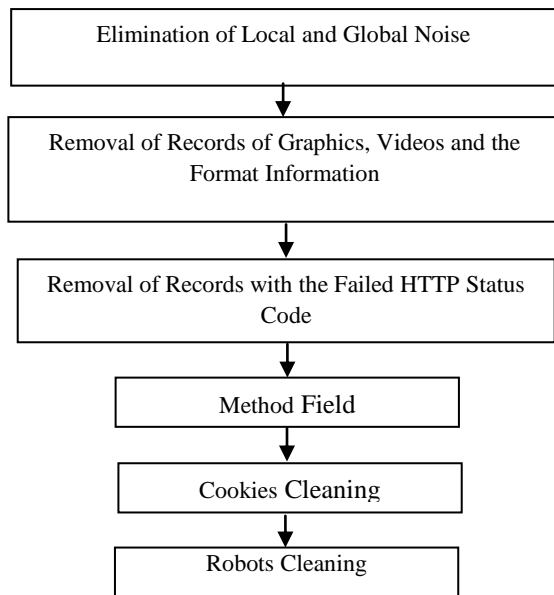 Elimination of Local and Global Noise
Removal of Records of Graphics, Videos and the
Format Information
Removal of Records with the Failed HTTP Status
Code
Method Field
Cookies Cleaning
Robots Cleaning